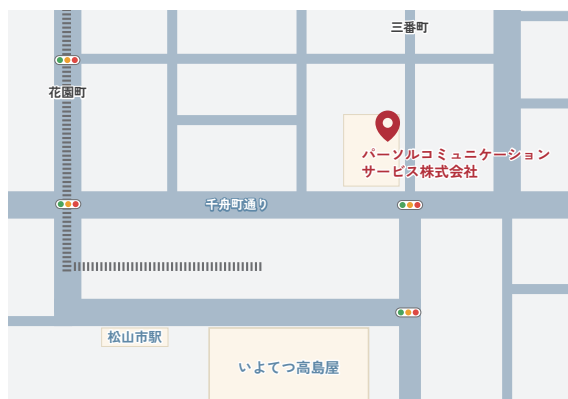 三番町
花園町
パーソルコミュニケーション
サービス株式会社
千舟町通り
松山市駅
いよてつ高島屋